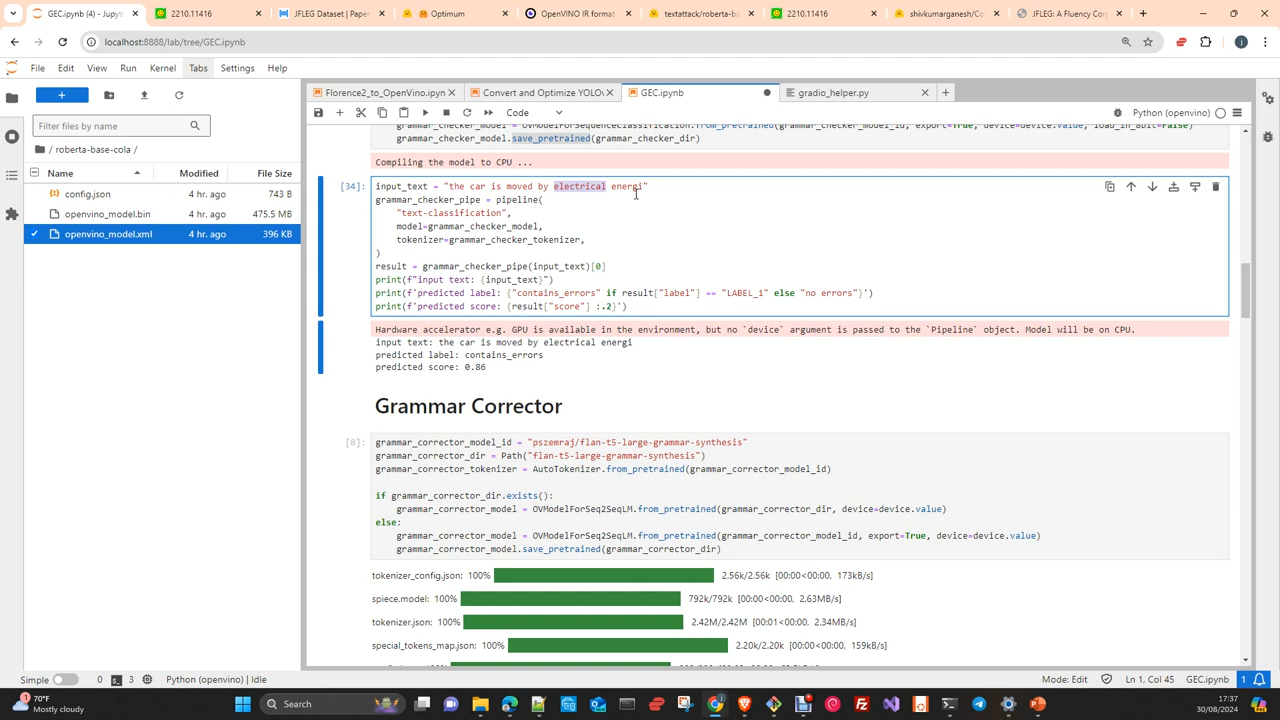 GEC.ipynb - JupyterLab
2210.11416
JFLEG Dataset | Paper
Optimum
OpenVINO IR format
textattack/roberta-ba
2210.11416
shivkumarganesh/Co
JFLEG: A Fluency Cor
localhost:8888/lab/tree/GEC.ipynb
File Edit View Run Kernel Tabs Settings Help
Florence2_to_OpenVino.ipyn
Convert and Optimize YOLOv
GEC.ipynb
gradio_helper.py
Code
Python (openvino)
Filter files by name
/ roberta-base-cola /
Name Modified File Size
config.json 4 hr. ago 743 B
openvino_model.bin 4 hr. ago 475.5 MB
openvino_model.xml 4 hr. ago 396 KB
grammar_checker_model = OVModelForSequenceClassification.from_pretrained(grammar_checker_model_id, export=True, device=device.value, load_in_8bit=False)
grammar_checker_model.save_pretrained(grammar_checker_dir)
Compiling the model to CPU ...
[34]:
input_text = "the car is moved by electrical energi"
grammar_checker_pipe = pipeline(
"text-classification",
model=grammar_checker_model,
tokenizer=grammar_checker_tokenizer,
)
result = grammar_checker_pipe(input_text)[0]
print(f"input text: {input_text}")
print(f'predicted label: {"contains_errors" if result["label"] == "LABEL_1" else "no errors"}')
print(f'predicted score: {result["score"] :.2}')
Hardware accelerator e.g. GPU is available in the environment, but no `device` argument is passed to the `Pipeline` object. Model will be on CPU.
input text: the car is moved by electrical energi
predicted label: contains_errors
predicted score: 0.86
Grammar Corrector
[8]:
grammar_corrector_model_id = "pszemraj/flan-t5-large-grammar-synthesis"
grammar_corrector_dir = Path("flan-t5-large-grammar-synthesis")
grammar_corrector_tokenizer = AutoTokenizer.from_pretrained(grammar_corrector_model_id)
if grammar_corrector_dir.exists():
grammar_corrector_model = OVModelForSeq2SeqLM.from_pretrained(grammar_corrector_dir, device=device.value)
else:
grammar_corrector_model = OVModelForSeq2SeqLM.from_pretrained(grammar_corrector_model_id, export=True, device=device.value)
grammar_corrector_model.save_pretrained(grammar_corrector_dir)
tokenizer_config.json: 100% 2.56k/2.56k [00:00<00:00, 173kB/s]
spiece.model: 100% 792k/792k [00:00<00:00, 2.63MB/s]
tokenizer.json: 100% 2.42M/2.42M [00:01<00:00, 2.34MB/s]
special_tokens_map.json: 100% 2.20k/2.20k [00:00<00:00, 159kB/s]
Simple 0 3 Python (openvino) | Idle
Mode: Edit Ln 1, Col 45 GEC.ipynb 1
70°F
Mostly cloudy
Search
17:37
30/08/2024